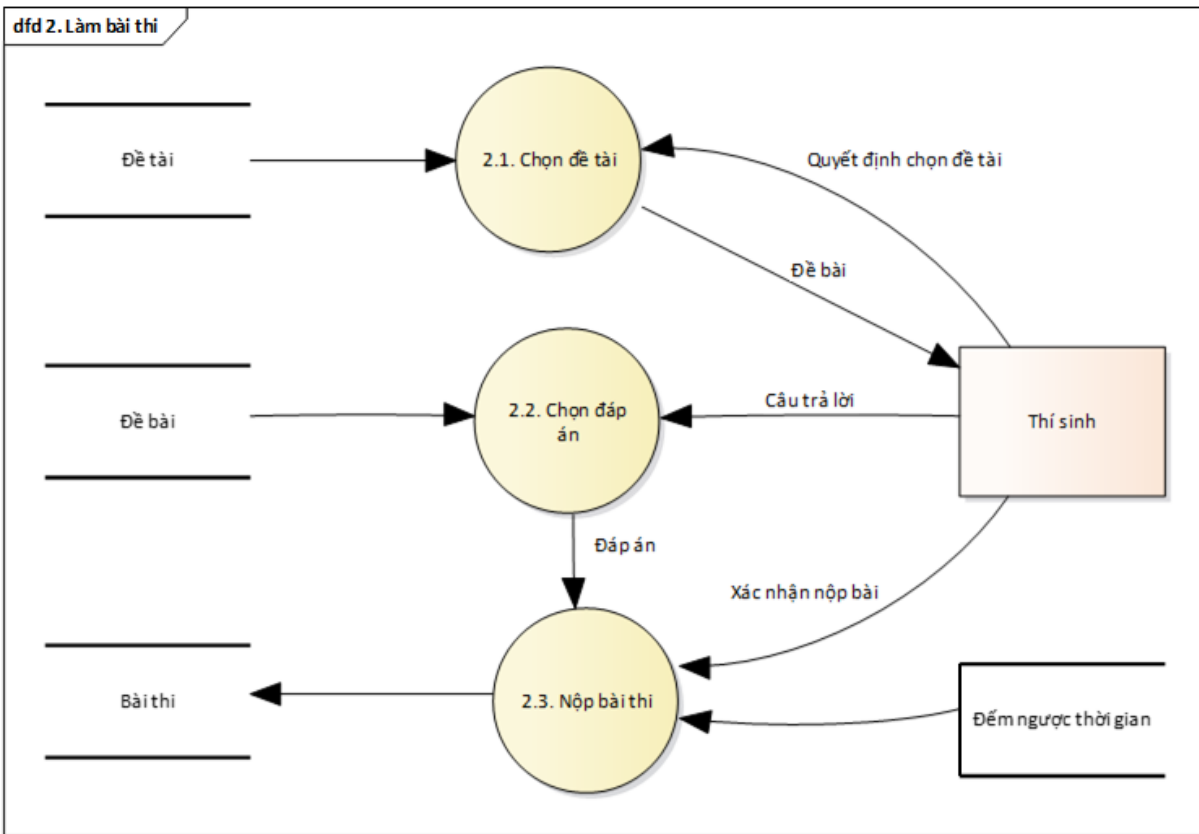 dfd 2. Làm bài thi
Đề tài
2.1. Chọn đề tài
Quyết định chọn đề tài
Đề bài
Đề bài
2.2. Chọn đáp
án
Câu trả lời
Thí sinh
Đáp án
Xác nhận nộp bài
Bài thi
2.3. Nộp bài thi
Đếm ngược thời gian